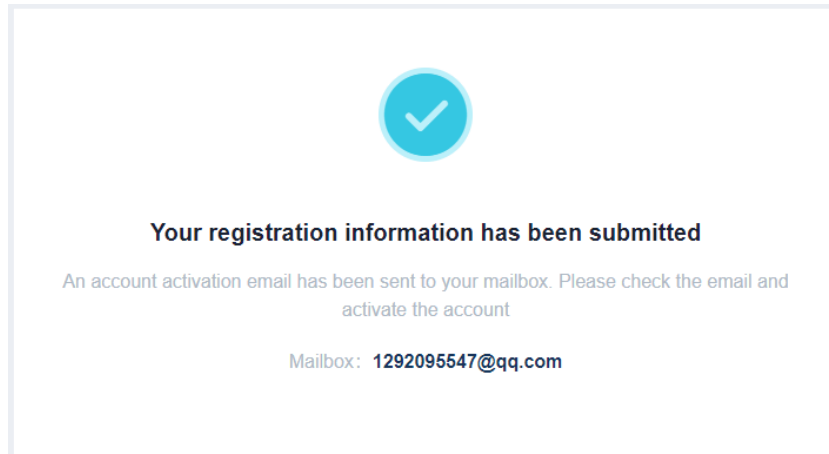 Your registration information has been submitted
An account activation email has been sent to your mailbox. Please check the email and
activate the account
Mailbox： 1292095547@qq.com